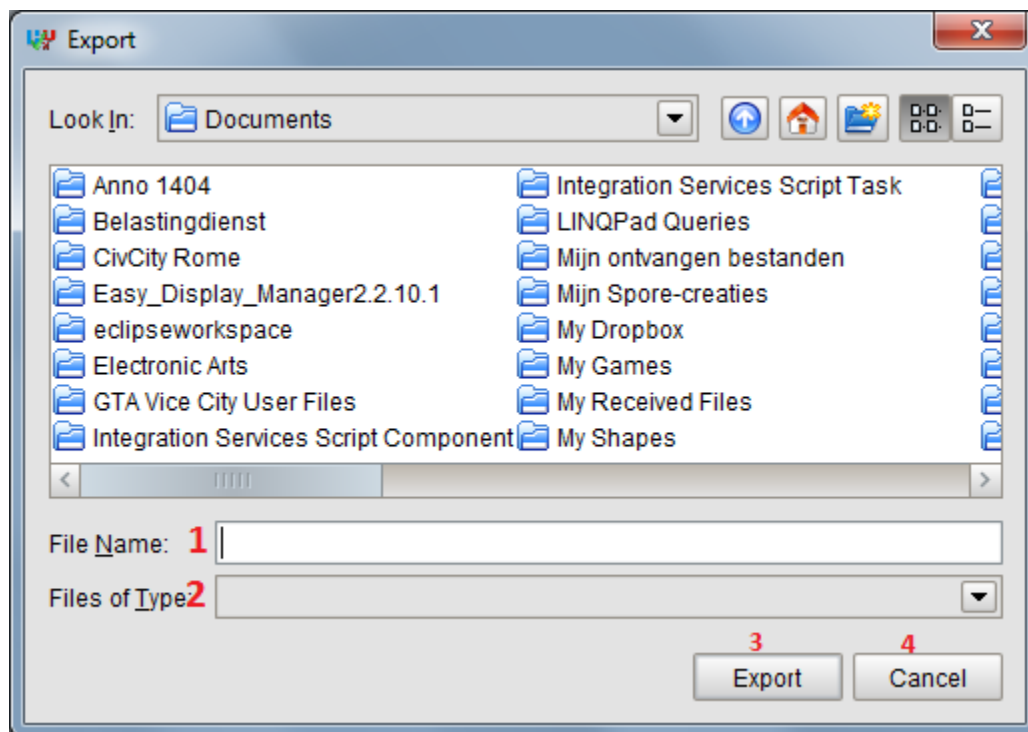 Export
Look In: Documents
Anno 1404
Integration Services Script Task
Belastingdienst
LINQPad Queries
CivCity Rome
Mijn ontvangen bestanden
Easy_Display_Manager2.2.10.1
Mijn Spore-creaties
eclipseworkspace
My Dropbox
Electronic Arts
My Games
GTA Vice City User Files
My Received Files
Integration Services Script Component
My Shapes
File Name: 1
Files of Type: 2
3 4
Export Cancel